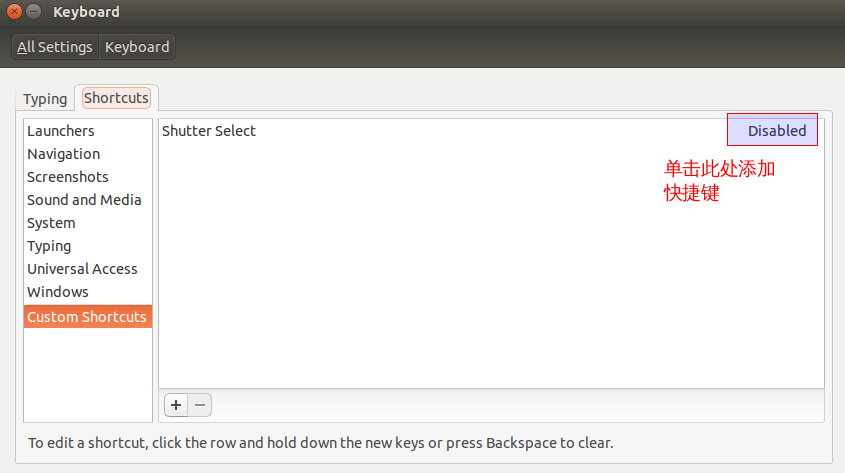 Keyboard
All Settings Keyboard
Typing Shortcuts
Launchers
Navigation
Screenshots
Sound and Media
System
Typing
Universal Access
Windows
Custom Shortcuts
Shutter Select Disabled
单击此处添加
快捷键
To edit a shortcut, click the row and hold down the new keys or press Backspace to clear.